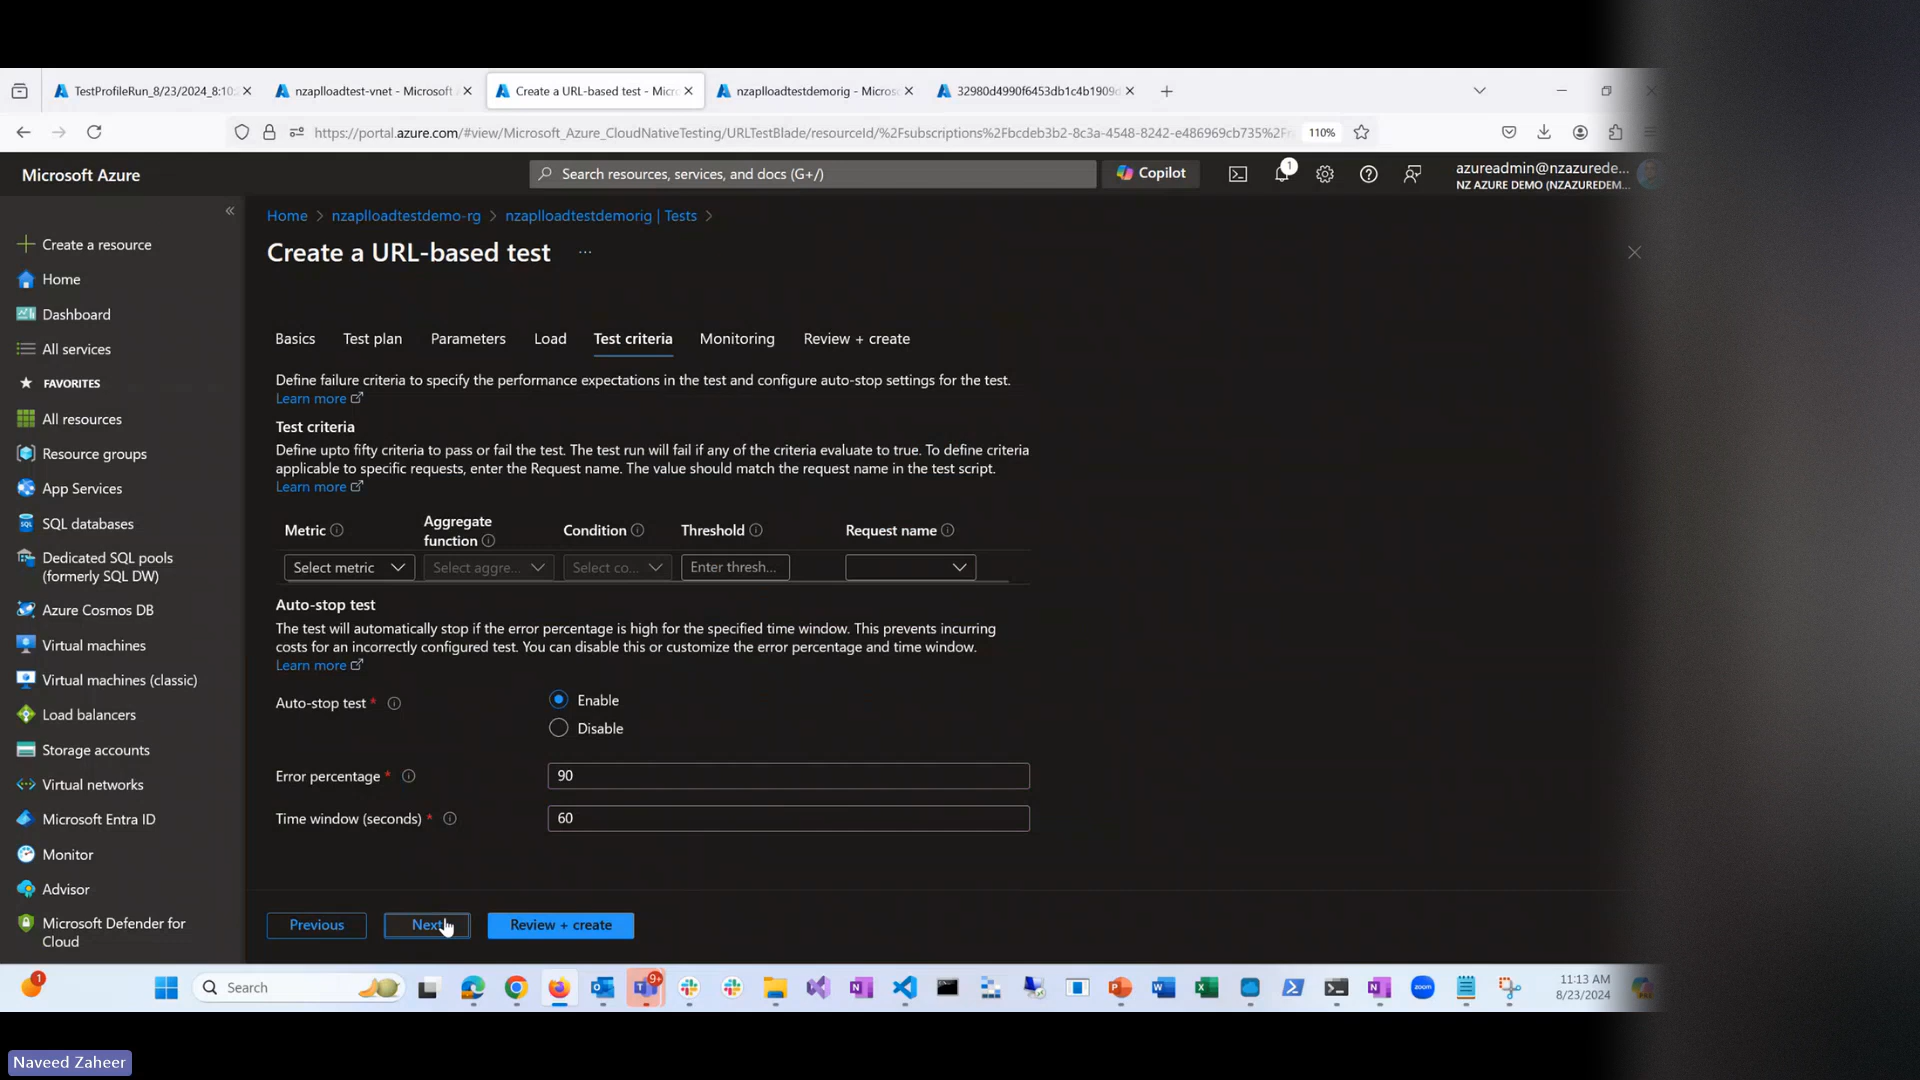 TestProfileRun_8/23/2024_8:10:
nzaplloadtest-vnet - Microsoft
Create a URL-based test - Micr
nzaplloadtestdemorig - Micros
32980d4990f6453db1c4b1909d
https://portal.azure.com/#view/Microsoft_Azure_CloudNativeTesting/URLTestBlade/resourceId/%2Fsubscriptions%2Fbcdeb3b2-8c3a-4548-8242-e486969cb735%2Fr
110%
Microsoft Azure
Search resources, services, and docs (G+/)
Copilot
1
azureadmin@nzazurede...
NZ AZURE DEMO (NZAZUREDEM...
Create a resource
Home
Dashboard
All services
FAVORITES
All resources
Resource groups
App Services
SQL databases
Dedicated SQL pools
(formerly SQL DW)
Azure Cosmos DB
Virtual machines
Virtual machines (classic)
Load balancers
Storage accounts
Virtual networks
Microsoft Entra ID
Monitor
Advisor
Microsoft Defender for
Cloud
Home > nzaplloadtestdemo-rg > nzaplloadtestdemorig | Tests >
Create a URL-based test ...
Basics
Test plan
Parameters
Load
Test criteria
Monitoring
Review + create
Define failure criteria to specify the performance expectations in the test and configure auto-stop settings for the test.
Learn more
Test criteria
Define upto fifty criteria to pass or fail the test. The test run will fail if any of the criteria evaluate to true. To define criteria
applicable to specific requests, enter the Request name. The value should match the request name in the test script.
Learn more
Metric
Aggregate
function
Condition
Threshold
Request name
Select metric
Select aggre...
Select co...
Enter thresh...
Auto-stop test
The test will automatically stop if the error percentage is high for the specified time window. This prevents incurring
costs for an incorrectly configured test. You can disable this or customize the error percentage and time window.
Learn more
Auto-stop test *
Enable
Disable
Error percentage *
90
Time window (seconds) *
60
Previous
Next
Review + create
1
Search
9+
zoom
11:13 AM
8/23/2024
Naveed Zaheer